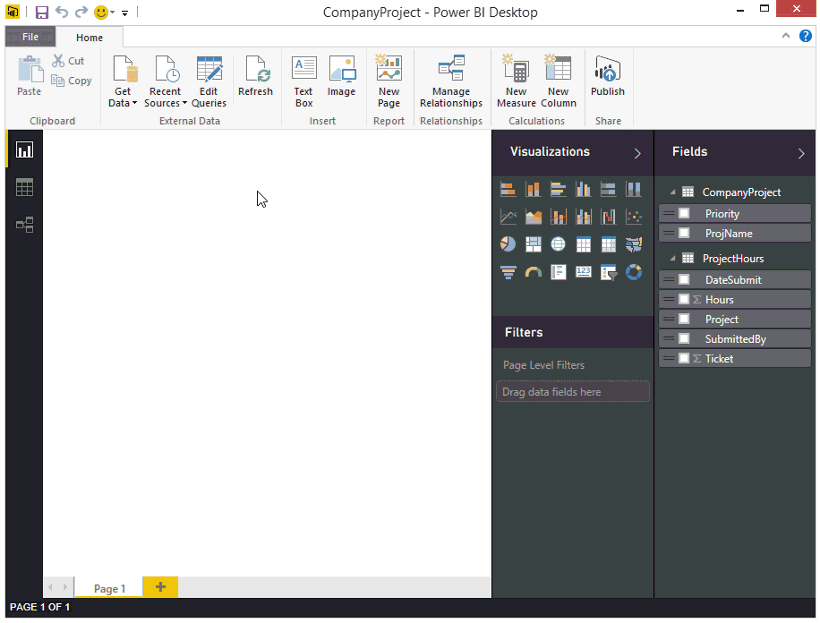 CompanyProject - Power BI Desktop
File Home
Cut
Copy
Paste
Get Data
Recent Sources
Edit Queries
Refresh
Text Box
Image
New Page
Manage Relationships
New Measure
New Column
Publish
Clipboard External Data Insert Report Relationships Calculations Share
Visualizations
Fields
CompanyProject
Priority
ProjName
ProjectHours
DateSubmit
Σ Hours
Project
SubmittedBy
Σ Ticket
123
Filters
Page Level Filters
Drag data fields here
Page 1 +
PAGE 1 OF 1